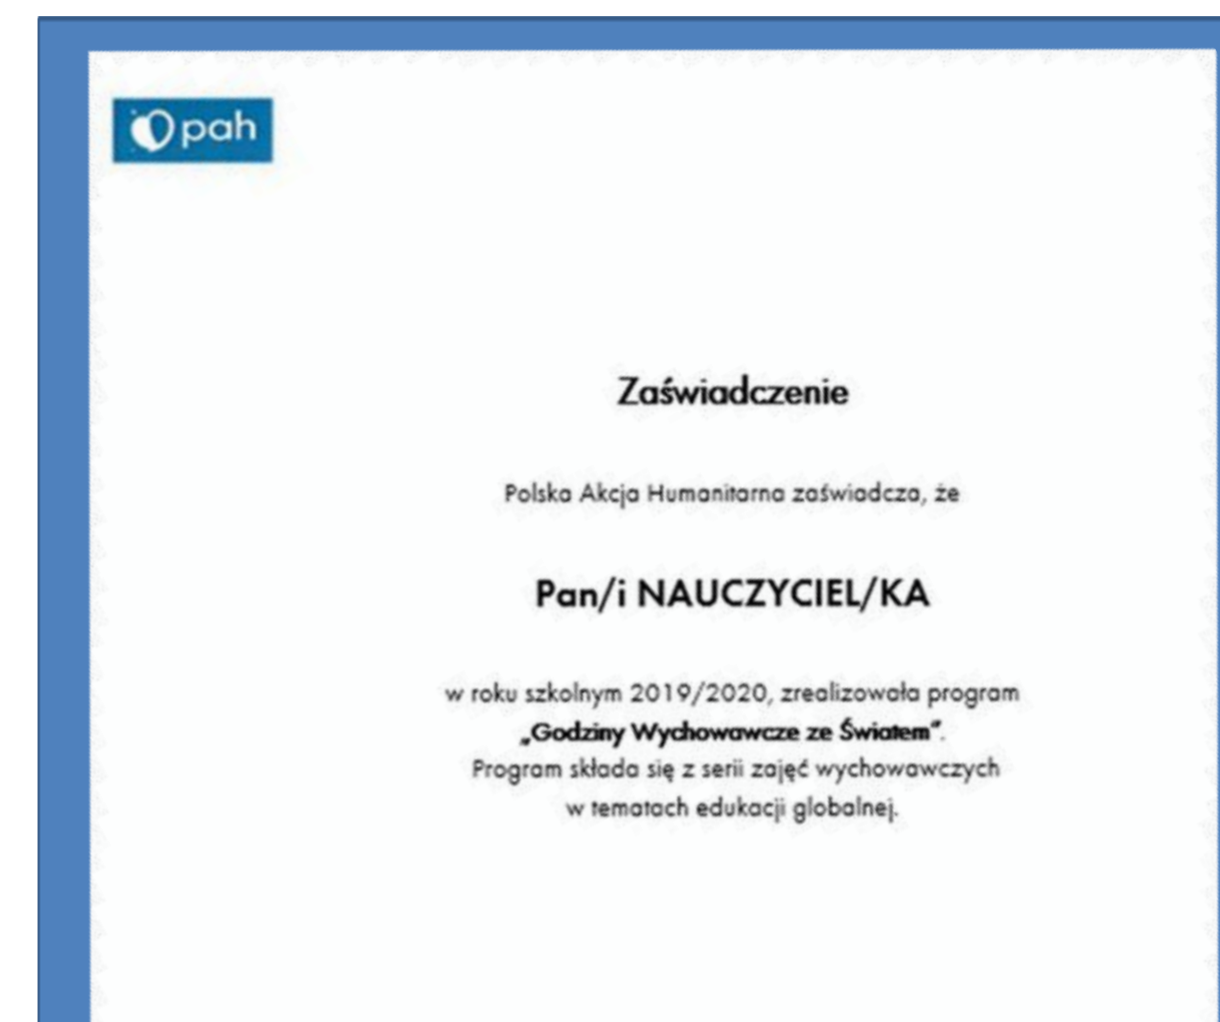 pah
Zaświadczenie
Polska Akcja Humanitarna zaświadcza, że
Pan/i NAUCZYCIEL/KA
w roku szkolnym 2019/2020, zrealizowała program
„Godziny Wychowawcze ze Światem”.
Program składa się z serii zajęć wychowawczych
w tematach edukacji globalnej.